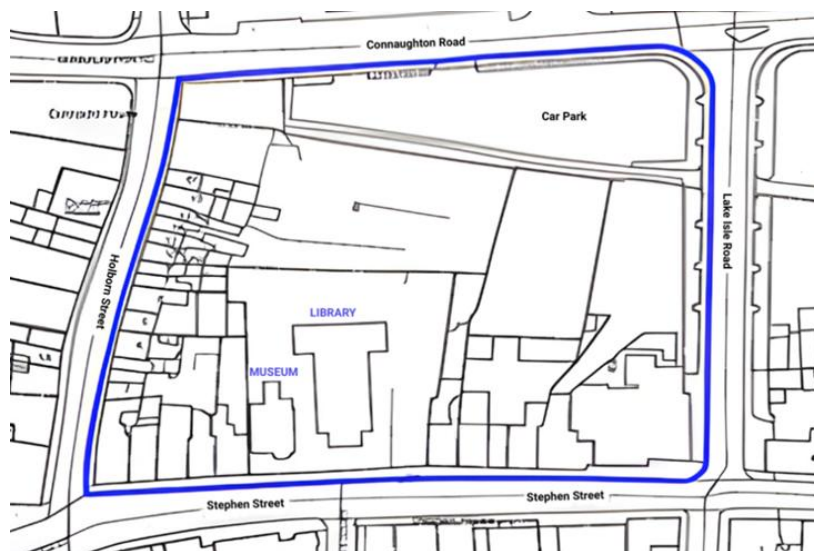 Connaughton Road
Car Park
Lake Isle Road
Holborn Street
LIBRARY
MUSEUM
Stephen Street
Stephen Street